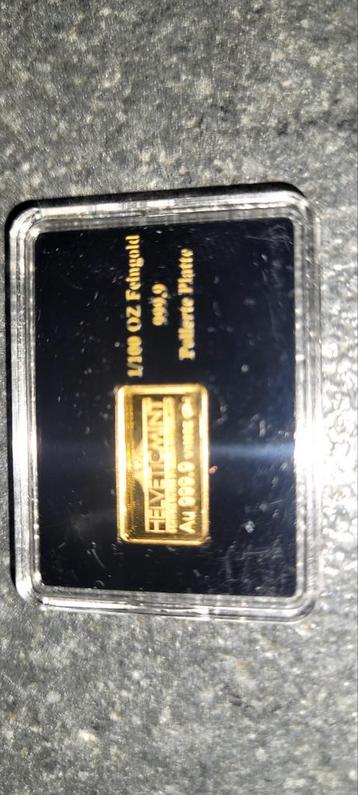 1/100 OZ Feingold
999,9
Polierte Platte
HELVETIC MINT
Au 999.9